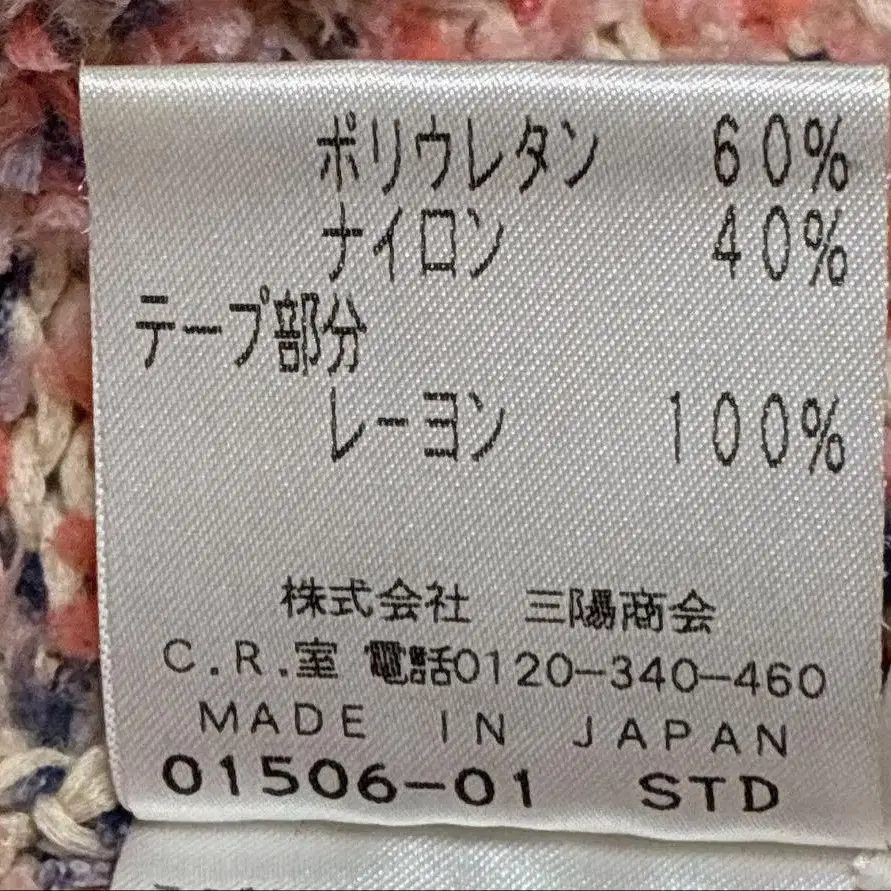 ポリウレタン 60%
ナイロン 40%
テープ部分
レーヨン 100%
株式会社 三陽商会
C.R.室 電話0120-340-460
MADE IN JAPAN
01506-01 STD